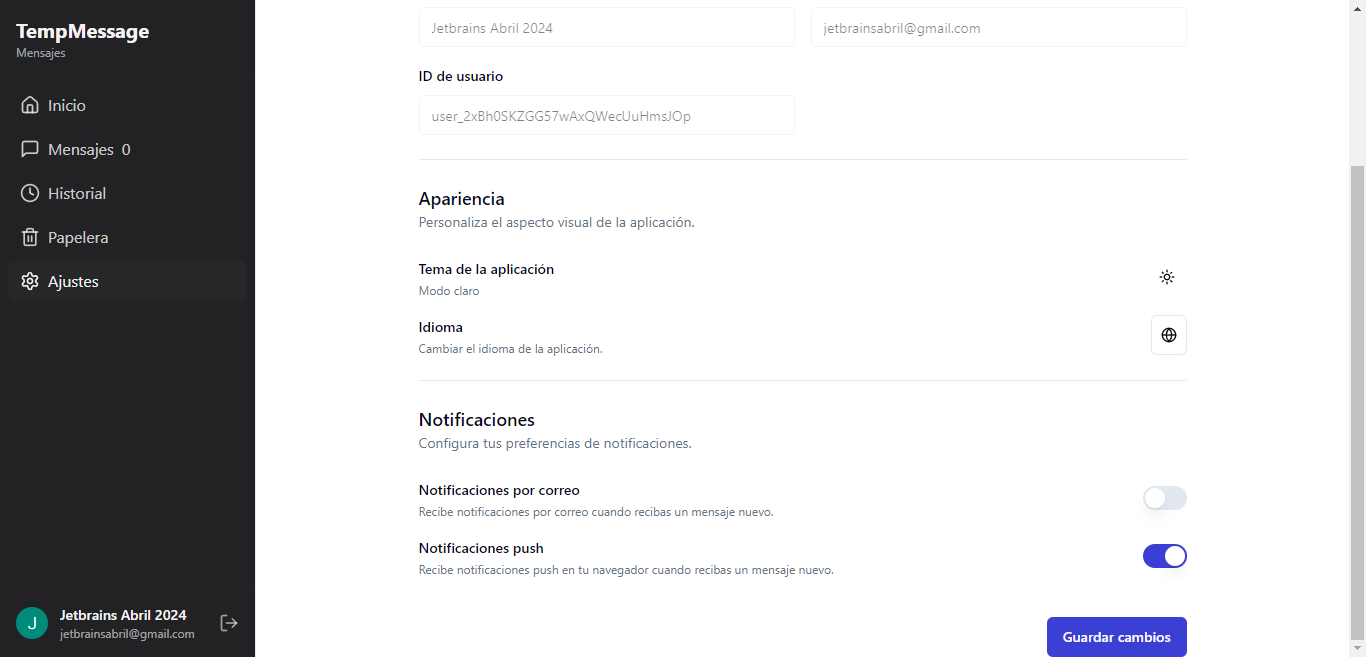 TempMessage
Mensajes
Inicio
Mensajes 0
Historial
Papelera
Ajustes
Jetbrains Abril 2024
jetbrainsabril@gmail.com
Jetbrains Abril 2024 jetbrainsabril@gmail.com
ID de usuario
user_2xBh0SKZGG57wAxQWecUuHmsJOp
Apariencia
Personaliza el aspecto visual de la aplicación.
Tema de la aplicación
Modo claro
Idioma
Cambiar el idioma de la aplicación.
Notificaciones
Configura tus preferencias de notificaciones.
Notificaciones por correo
Recibe notificaciones por correo cuando recibas un mensaje nuevo.
Notificaciones push
Recibe notificaciones push en tu navegador cuando recibas un mensaje nuevo.
Guardar cambios
J